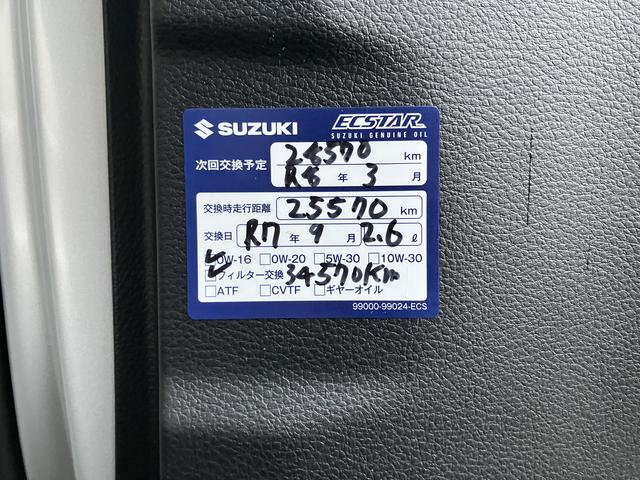 SUZUKI ECSTAR
SUZUKI GENUINE OIL
次回交換予定 28570 km
R8 年 3 月
交換時走行距離 25570 km
交換日 R7 年 9 月 2.6 ℓ
✓0W-16 □0W-20 □5W-30 □10W-30
✓フィルター交換 34570Km
□ATF □CVTF □ギヤーオイル
99000-99024-ECS